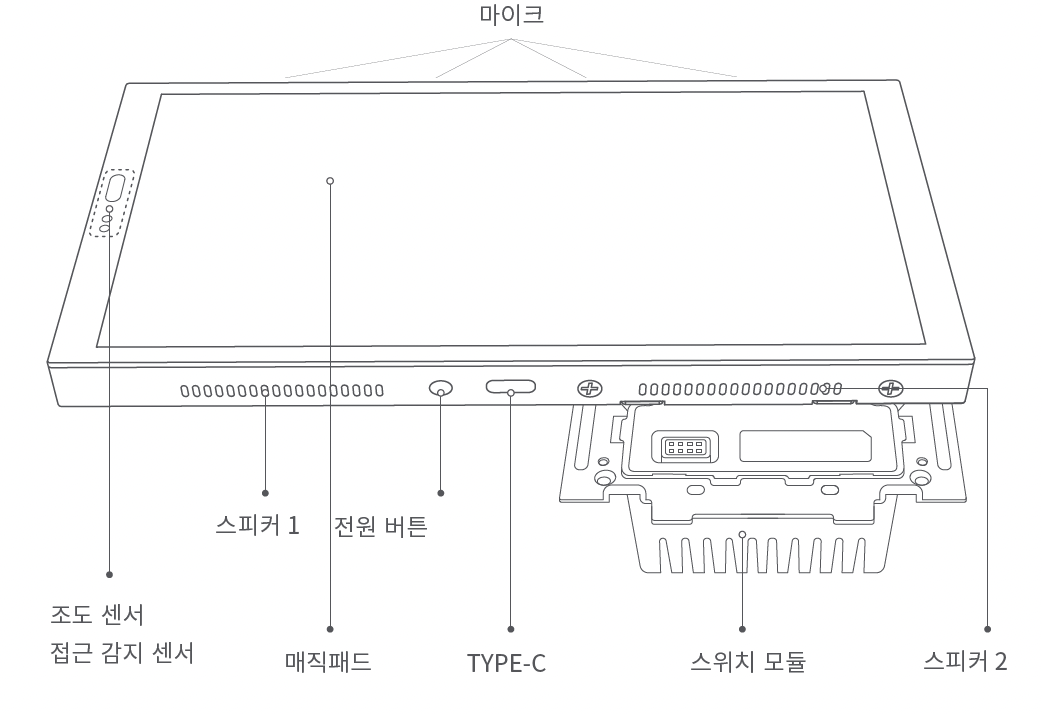 마이크
스피커 1
전원 버튼
조도 센서
접근 감지 센서
매직패드
TYPE-C
스위치 모듈
스피커 2